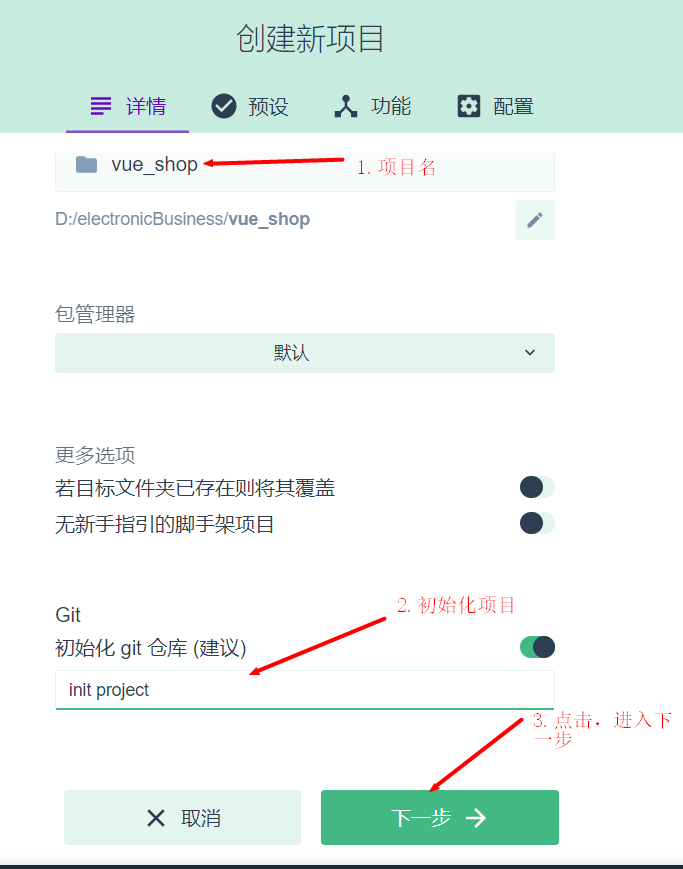 创建新项目
详情 预设 功能 配置
vue_shop
1. 项目名
D:/electronicBusiness/vue_shop
包管理器
默认
更多选项
若目标文件夹已存在则将其覆盖
无新手指引的脚手架项目
2. 初始化项目
Git
初始化 git 仓库 (建议)
init project
3. 点击，进入下
一步
取消
下一步